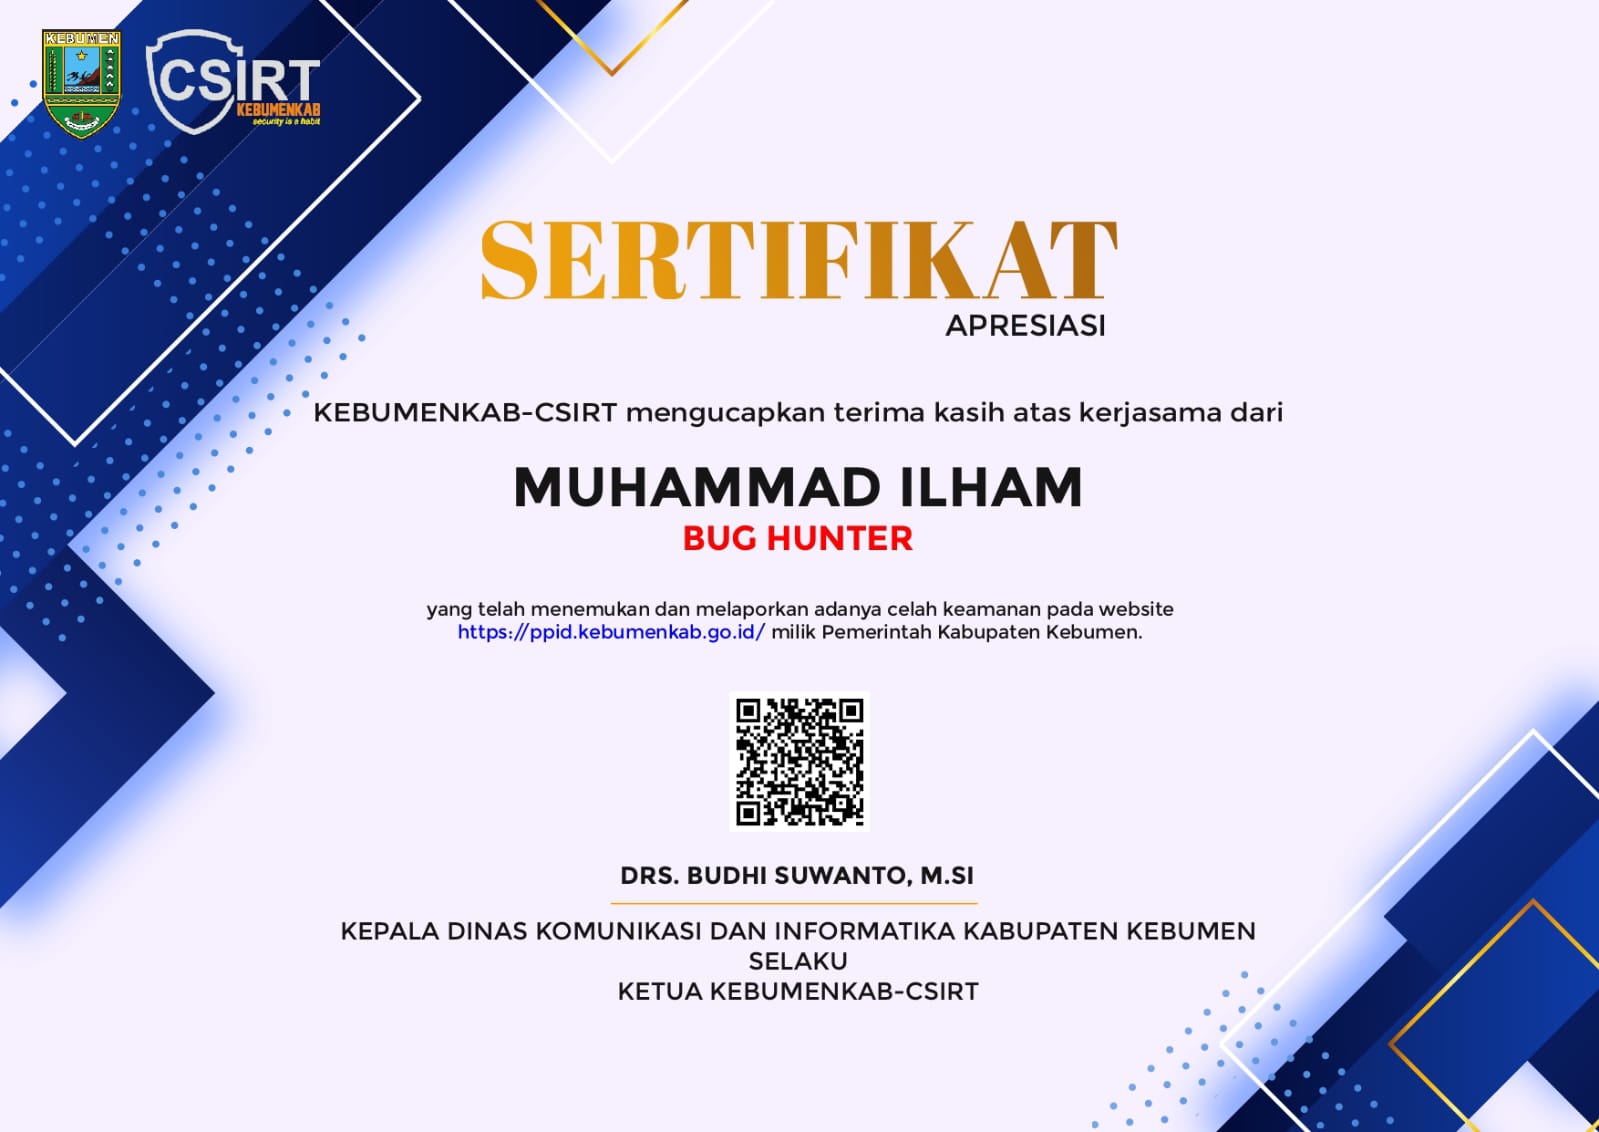 KEBUMEN
CSIRT
KEBUMENKAB
security is a habit
SERTIFIKAT
APRESIASI
KEBUMENKAB-CSIRT mengucapkan terima kasih atas kerjasama dari
MUHAMMAD ILHAM
BUG HUNTER
yang telah menemukan dan melaporkan adanya celah keamanan pada website
https://ppid.kebumenkab.go.id/ milik Pemerintah Kabupaten Kebumen.
DRS. BUDHI SUWANTO, M.SI
KEPALA DINAS KOMUNIKASI DAN INFORMATIKA KABUPATEN KEBUMEN
SELAKU
KETUA KEBUMENKAB-CSIRT